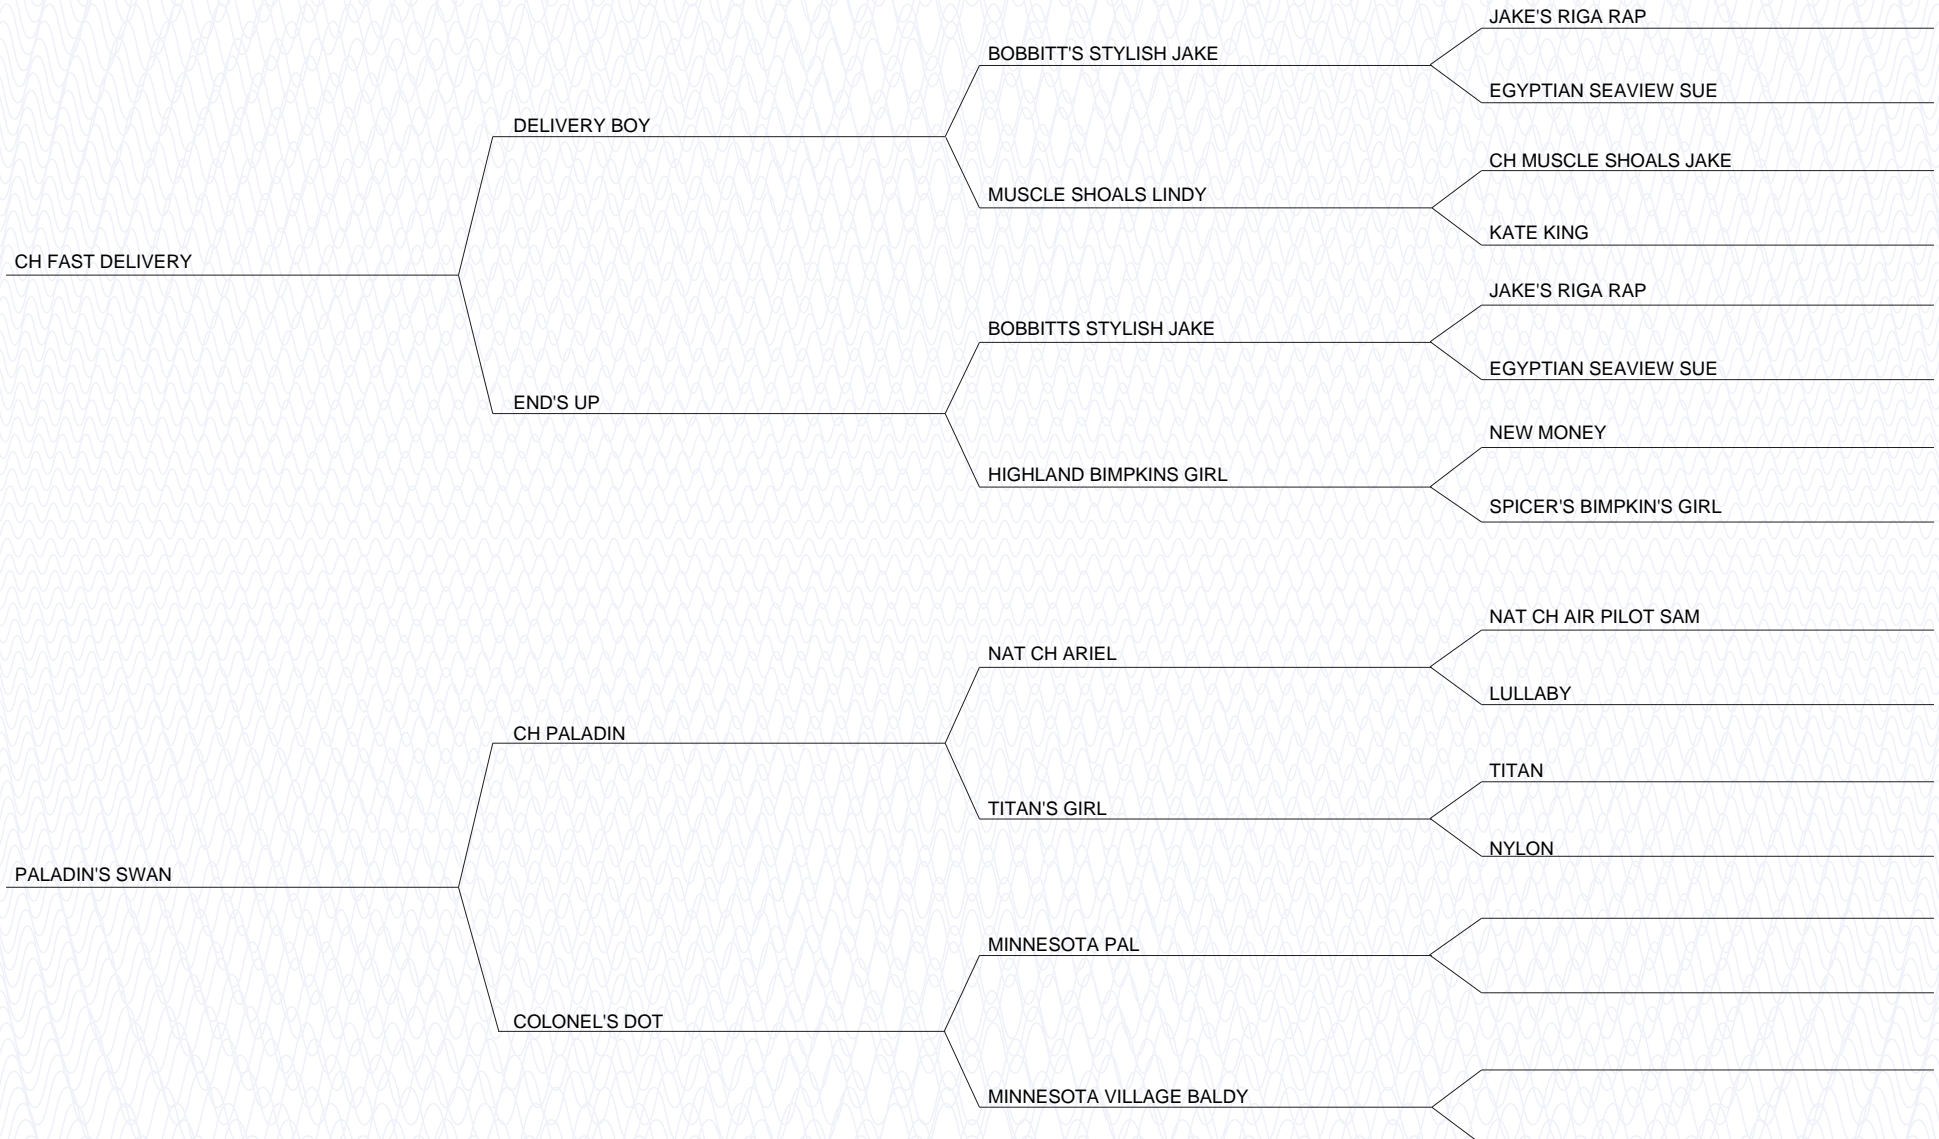 JAKE'S RIGA RAP
BOBBITT'S STYLISH JAKE
EGYPTIAN SEAVIEW SUE
DELIVERY BOY
CH MUSCLE SHOALS JAKE
MUSCLE SHOALS LINDY
KATE KING
CH FAST DELIVERY
JAKE'S RIGA RAP
BOBBITTS STYLISH JAKE
EGYPTIAN SEAVIEW SUE
END'S UP
NEW MONEY
HIGHLAND BIMPKINS GIRL
SPICER'S BIMPKIN'S GIRL
NAT CH AIR PILOT SAM
NAT CH ARIEL
LULLABY
CH PALADIN
TITAN
TITAN'S GIRL
NYLON
PALADIN'S SWAN
MINNESOTA PAL
COLONEL'S DOT
MINNESOTA VILLAGE BALDY